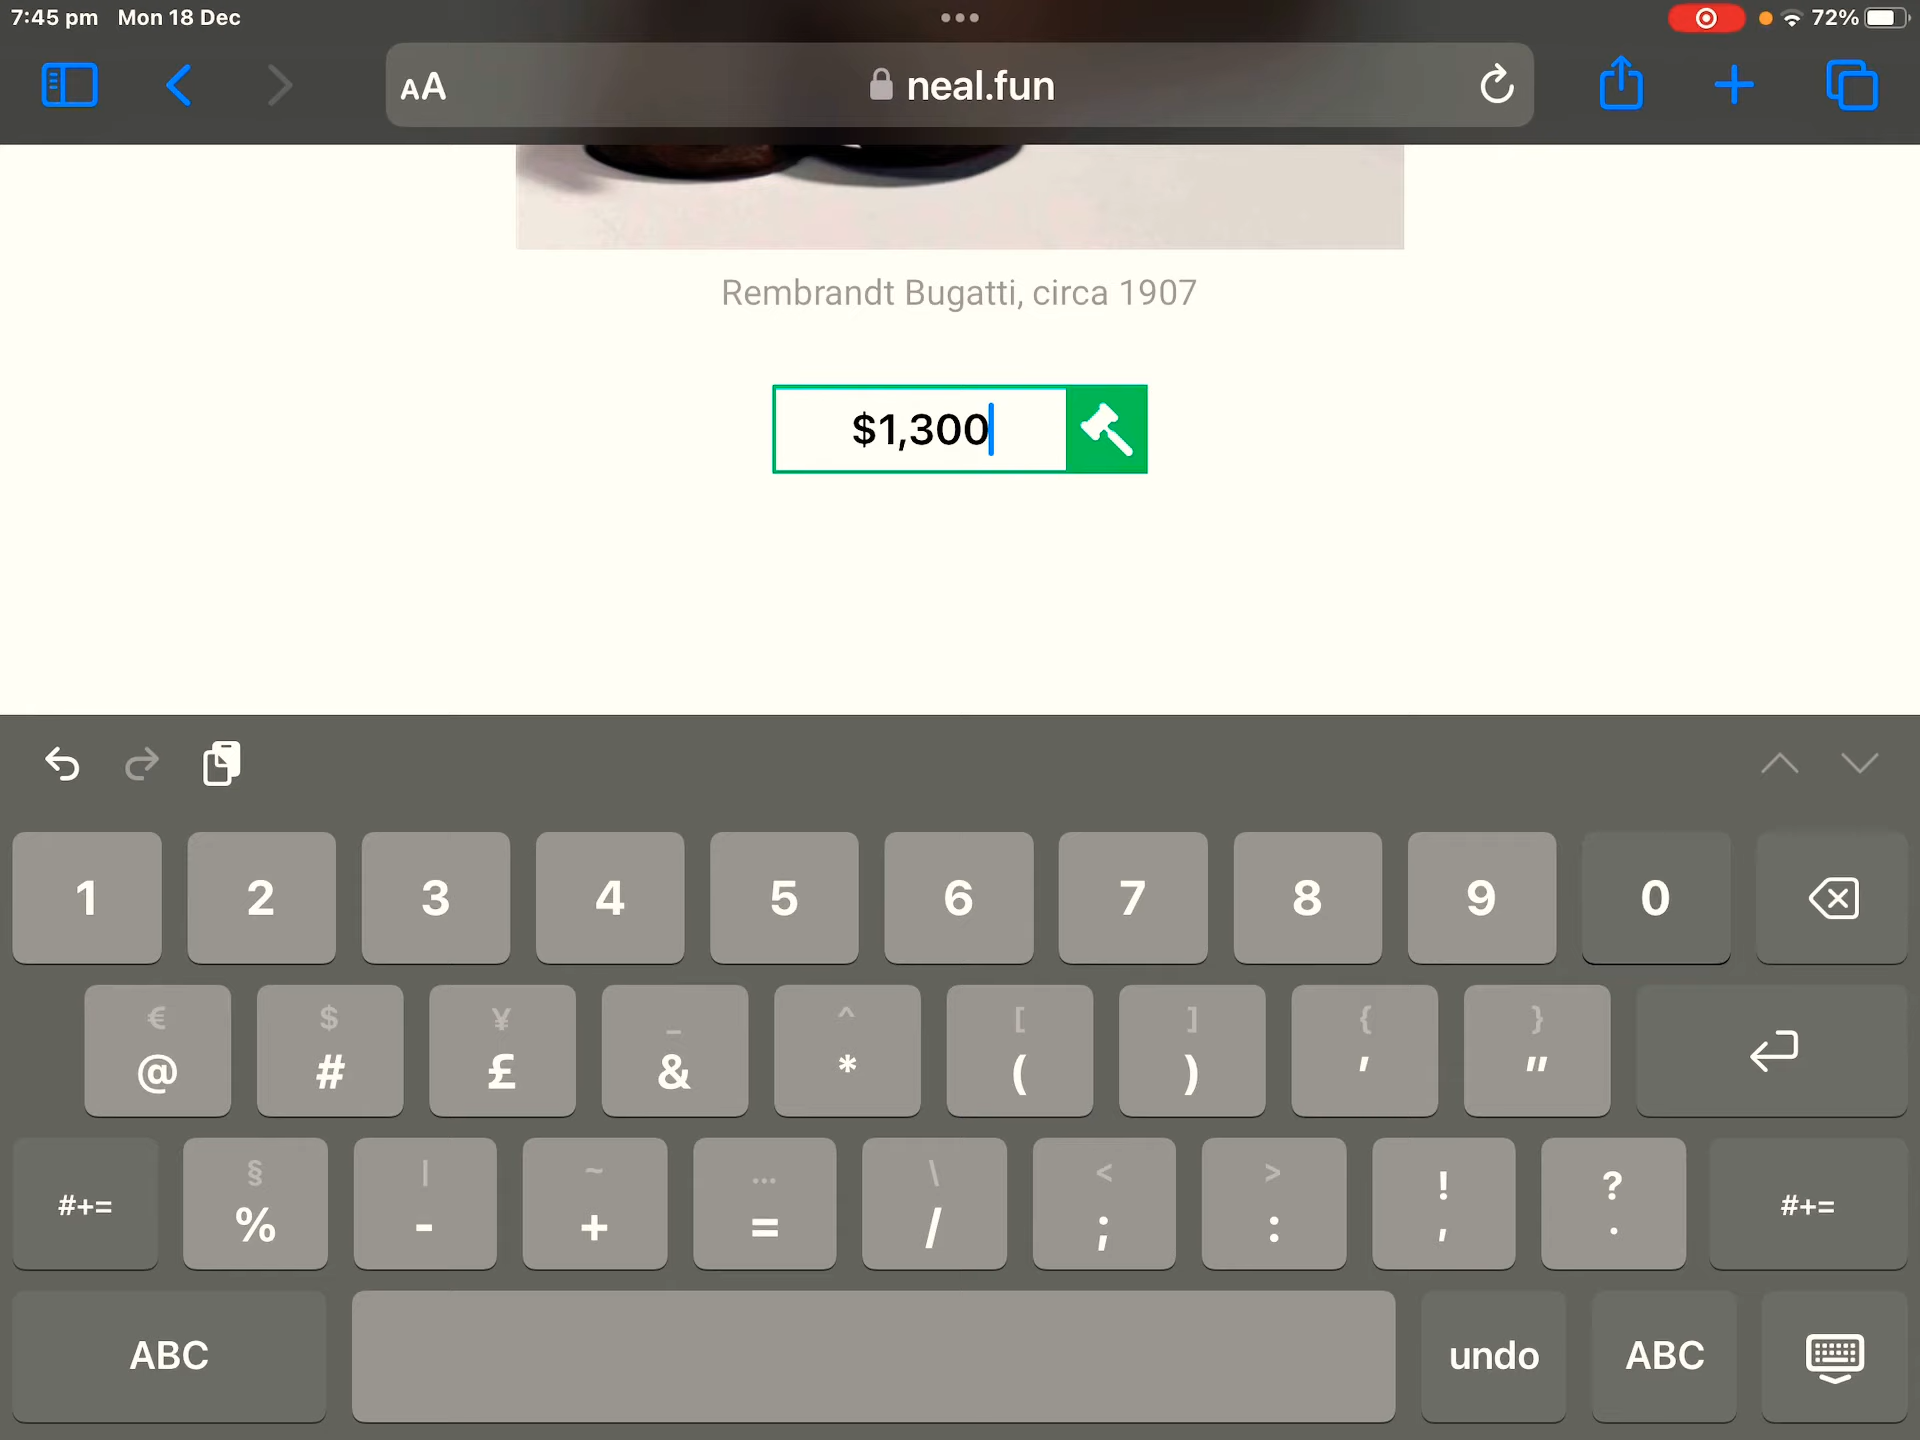 7:45 pm Mon 18 Dec
72%
AA neal.fun
Rembrandt Bugatti, circa 1907
$1,300
1 2 3 4 5 6 7 8 9 0
€ $ ¥ _ ^ [ ] { }
@ # £ & * ( ) ' "
§ | ~ … \ < > ! ?
#+= % - + = / ; : , . #+=
ABC undo ABC